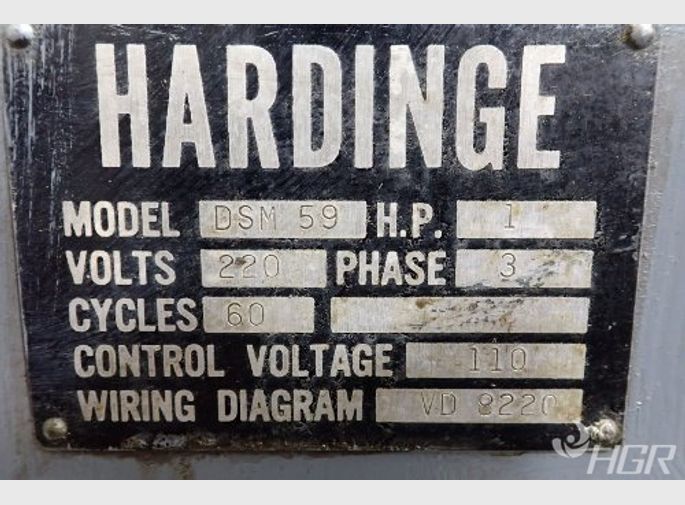 HARDINGE
MODEL DSM 59 H.P. 1
VOLTS 220 PHASE 3
CYCLES 60
CONTROL VOLTAGE 110
WIRING DIAGRAM VD 8220
HGR